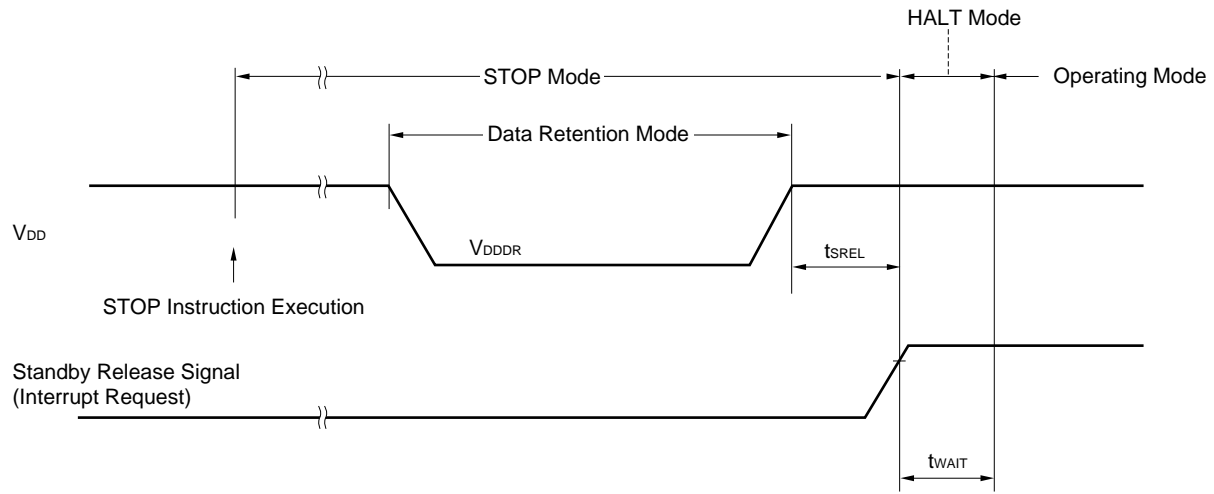 HALT Mode
STOP Mode
Operating Mode
Data Retention Mode
VDD
VDDDR
tSREL
STOP Instruction Execution
Standby Release Signal
(Interrupt Request)
tWAIT